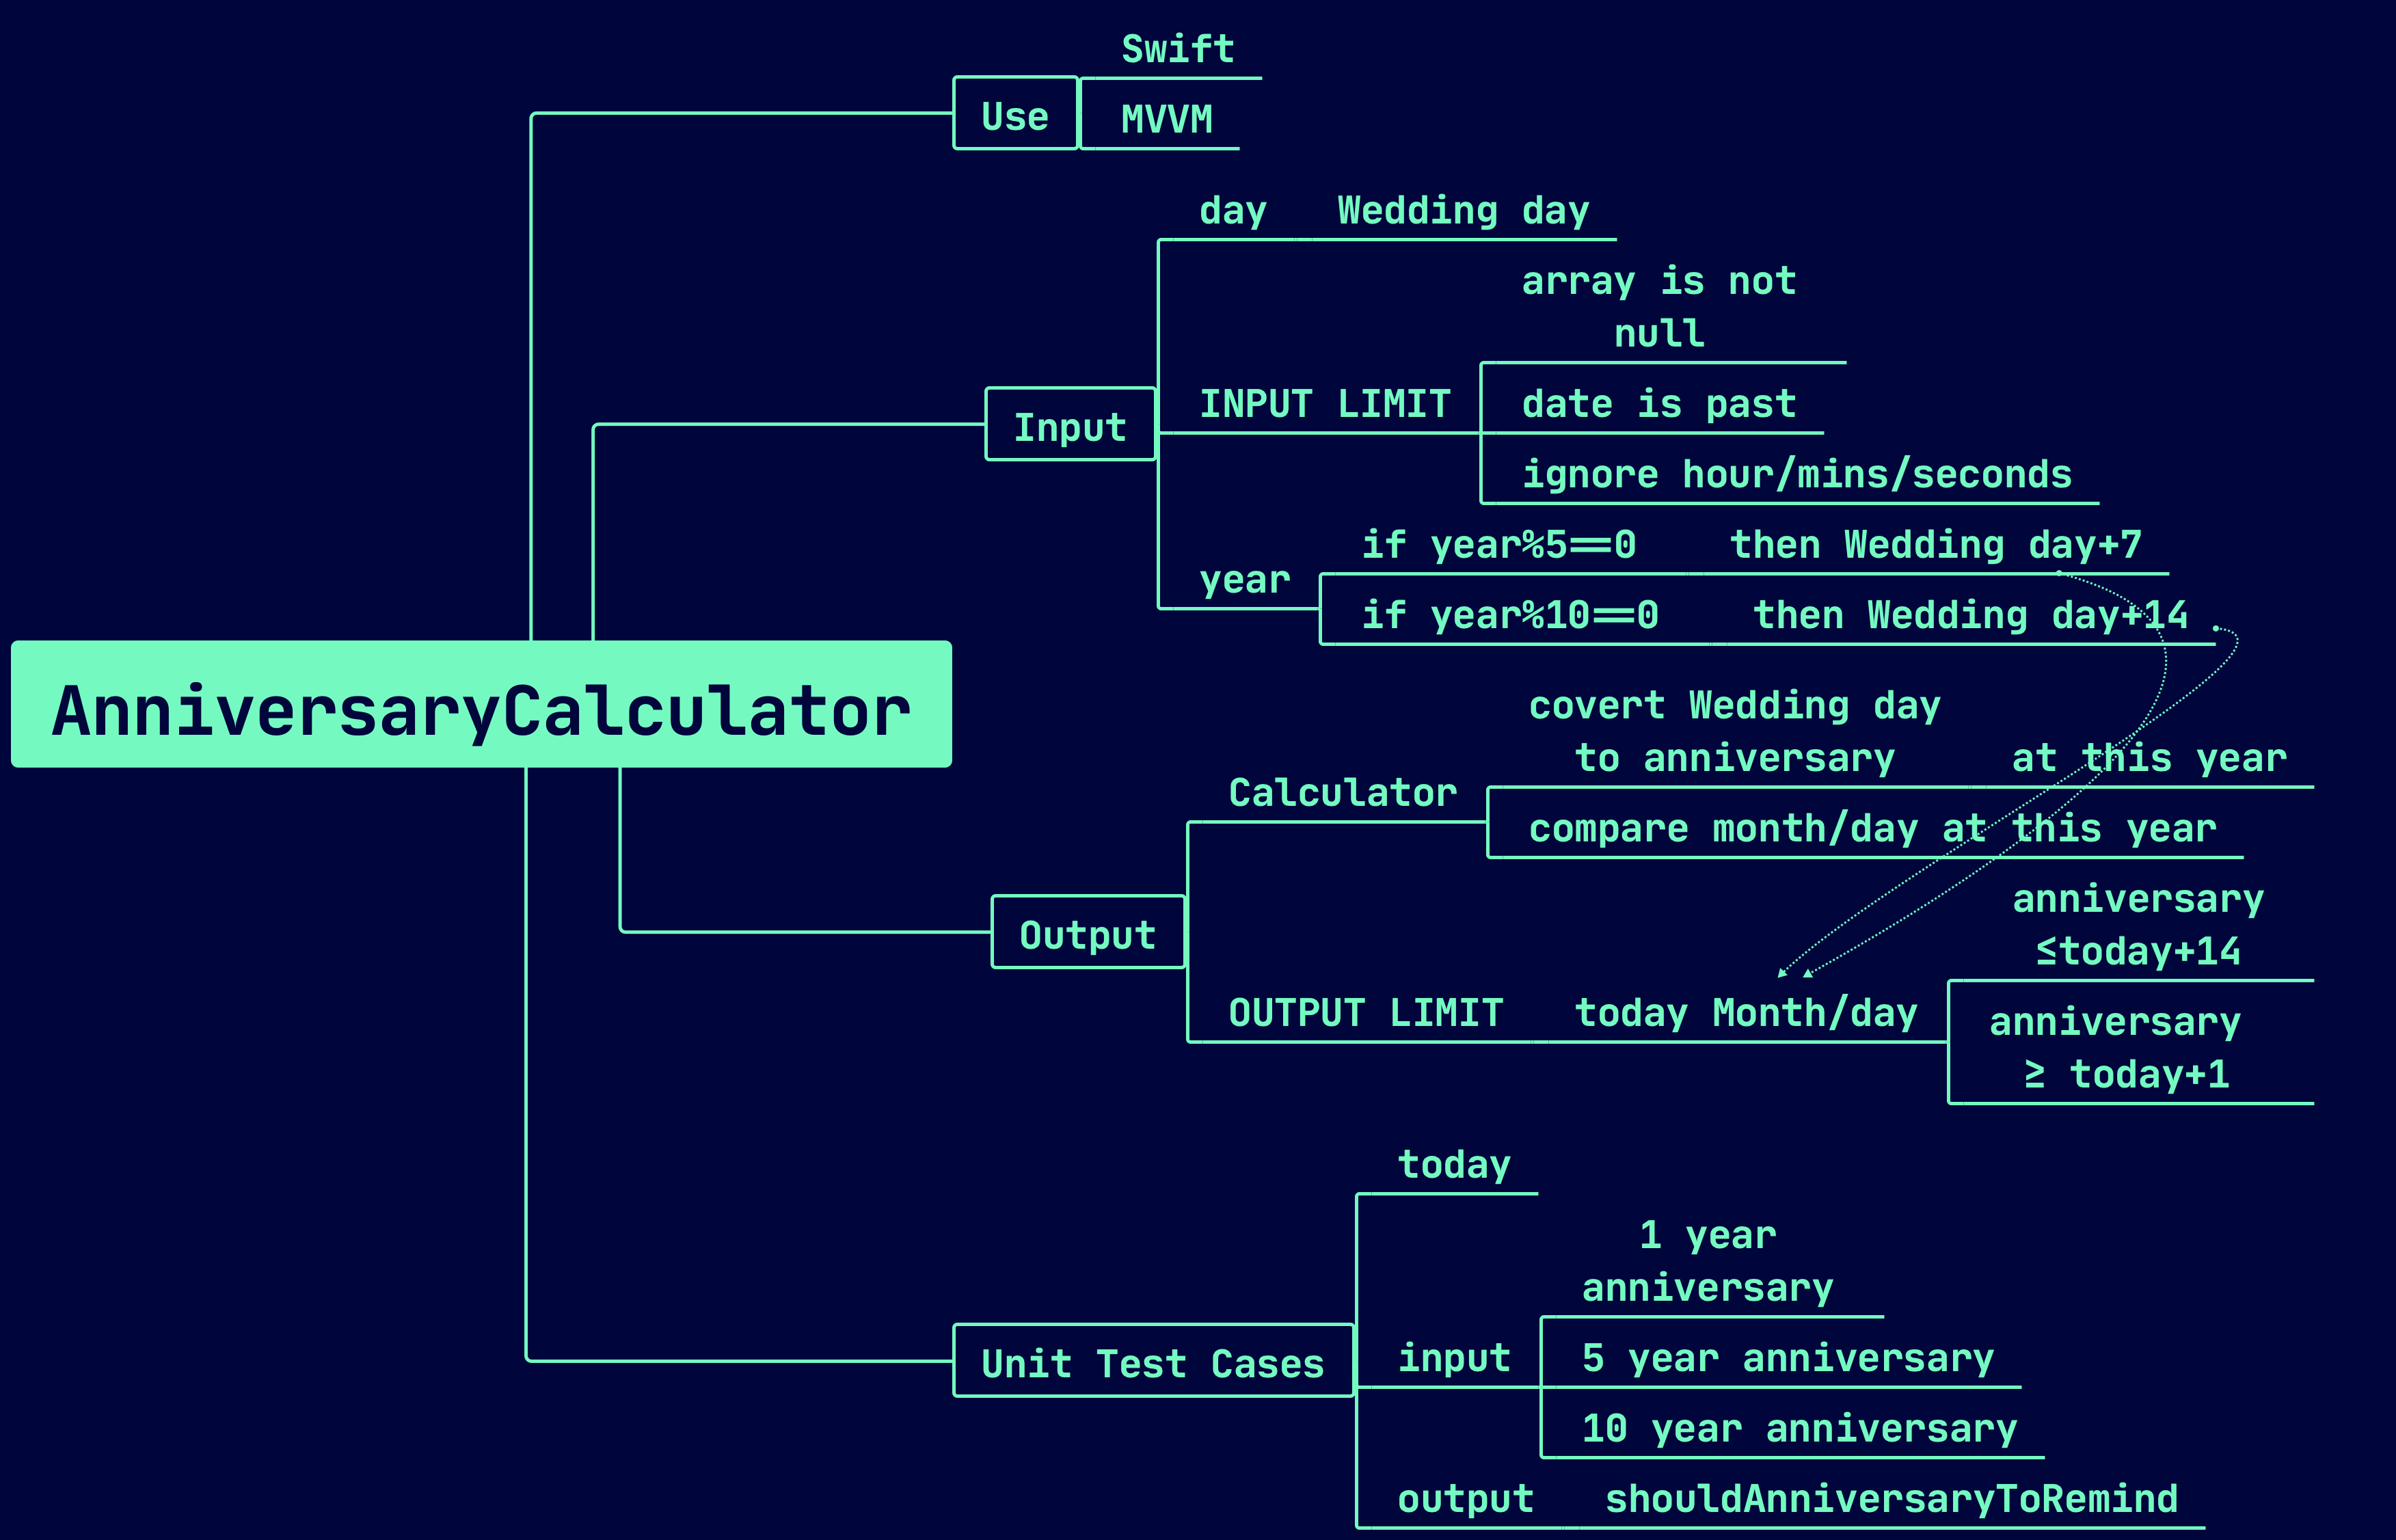 Swift
Use
MVVM
day
Wedding day
array is not
null
Input
INPUT LIMIT
date is past
ignore hour/mins/seconds
year
if year%5==0
then Wedding day+7
if year%10==0
then Wedding day+14
AnniversaryCalculator
covert Wedding day
to anniversary
at this year
Calculator
compare month/day at this year
Output
OUTPUT LIMIT
today Month/day
anniversary
≤today+14
anniversary
≥ today+1
today
1 year
anniversary
Unit Test Cases
input
5 year anniversary
10 year anniversary
output
shouldAnniversaryToRemind